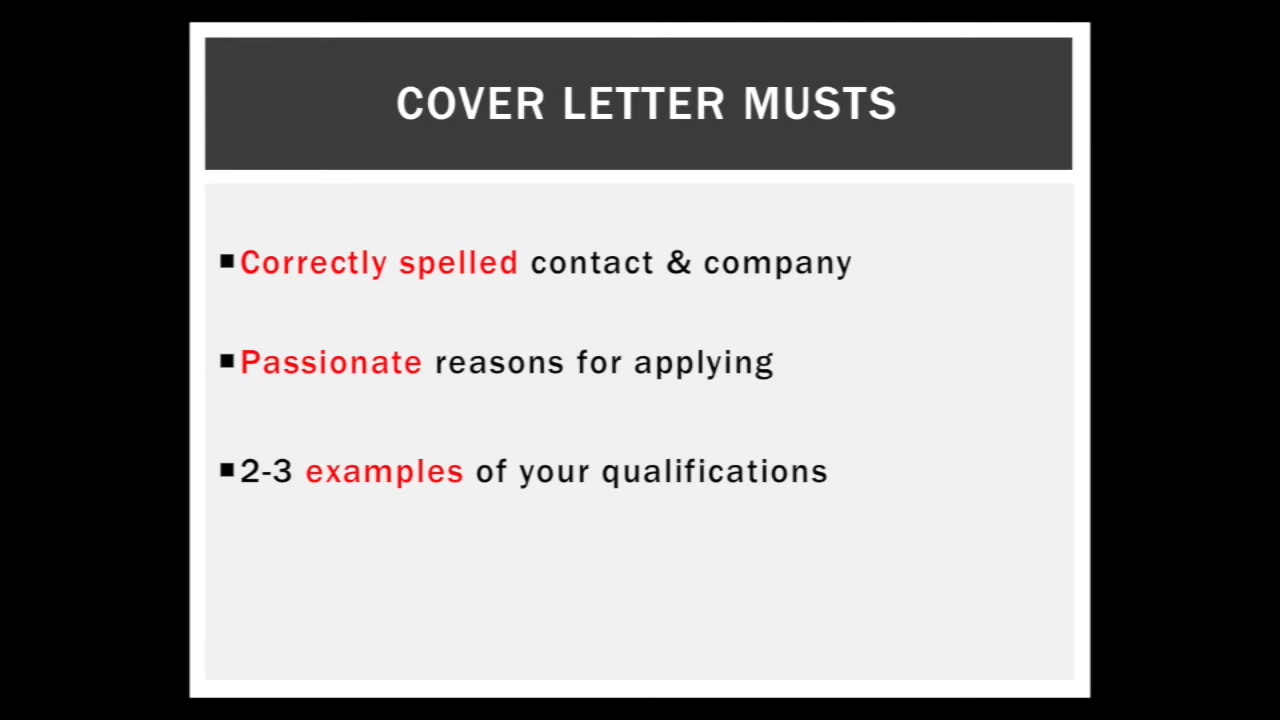 COVER LETTER MUSTS
▪Correctly spelled contact & company
▪Passionate reasons for applying
▪2-3 examples of your qualifications